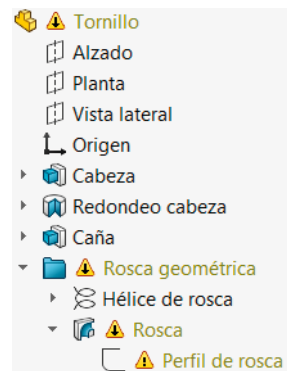 Tornillo
Alzado
Planta
Vista lateral
Origen
Cabeza
Redondeo cabeza
Caña
Rosca geométrica
Hélice de rosca
Rosca
Perfil de rosca